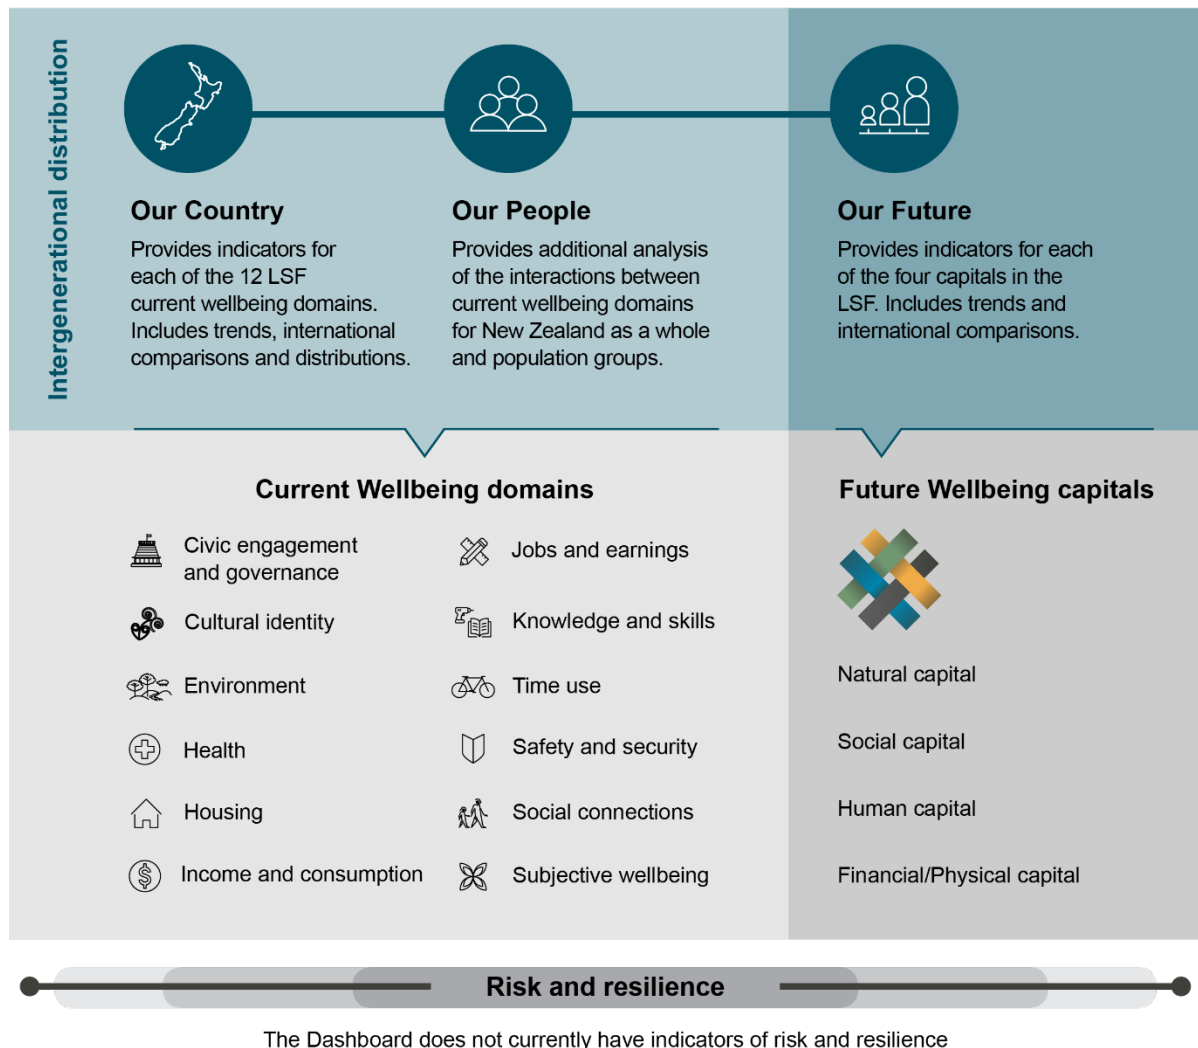 Intergenerational distribution
Our Country
Provides indicators for
each of the 12 LSF
current wellbeing domains.
Includes trends, international
comparisons and distributions.
Our People
Provides additional analysis
of the interactions between
current wellbeing domains
for New Zealand as a whole
and population groups.
Our Future
Provides indicators for each
of the four capitals in the
LSF. Includes trends and
international comparisons.
Current Wellbeing domains
Civic engagement
and governance
Cultural identity
Environment
Health
Housing
Income and consumption
Jobs and earnings
Knowledge and skills
Time use
Safety and security
Social connections
Subjective wellbeing
Future Wellbeing capitals
Natural capital
Social capital
Human capital
Financial/Physical capital
Risk and resilience
The Dashboard does not currently have indicators of risk and resilience